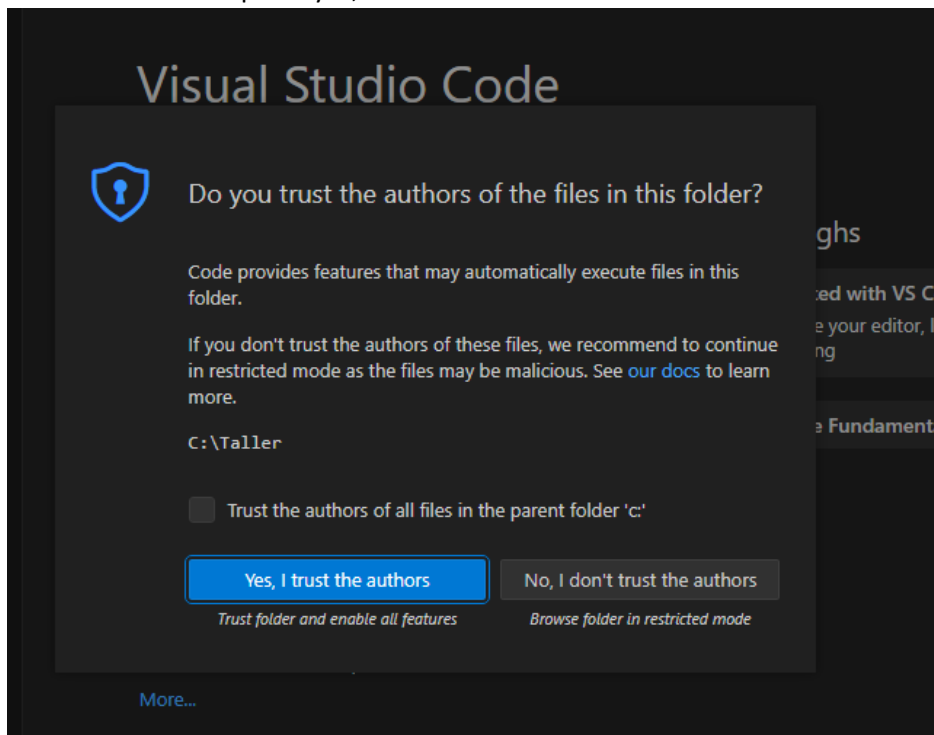 Visual Studio Code
Do you trust the authors of the files in this folder?
ghs
Code provides features that may automatically execute files in this
folder.
ted with VS C
e your editor, l
ng
If you don't trust the authors of these files, we recommend to continue
in restricted mode as the files may be malicious. See our docs to learn
more.
e Fundament
C:\Taller
Trust the authors of all files in the parent folder 'c:'
Yes, I trust the authors
No, I don't trust the authors
Trust folder and enable all features
Browse folder in restricted mode
More...